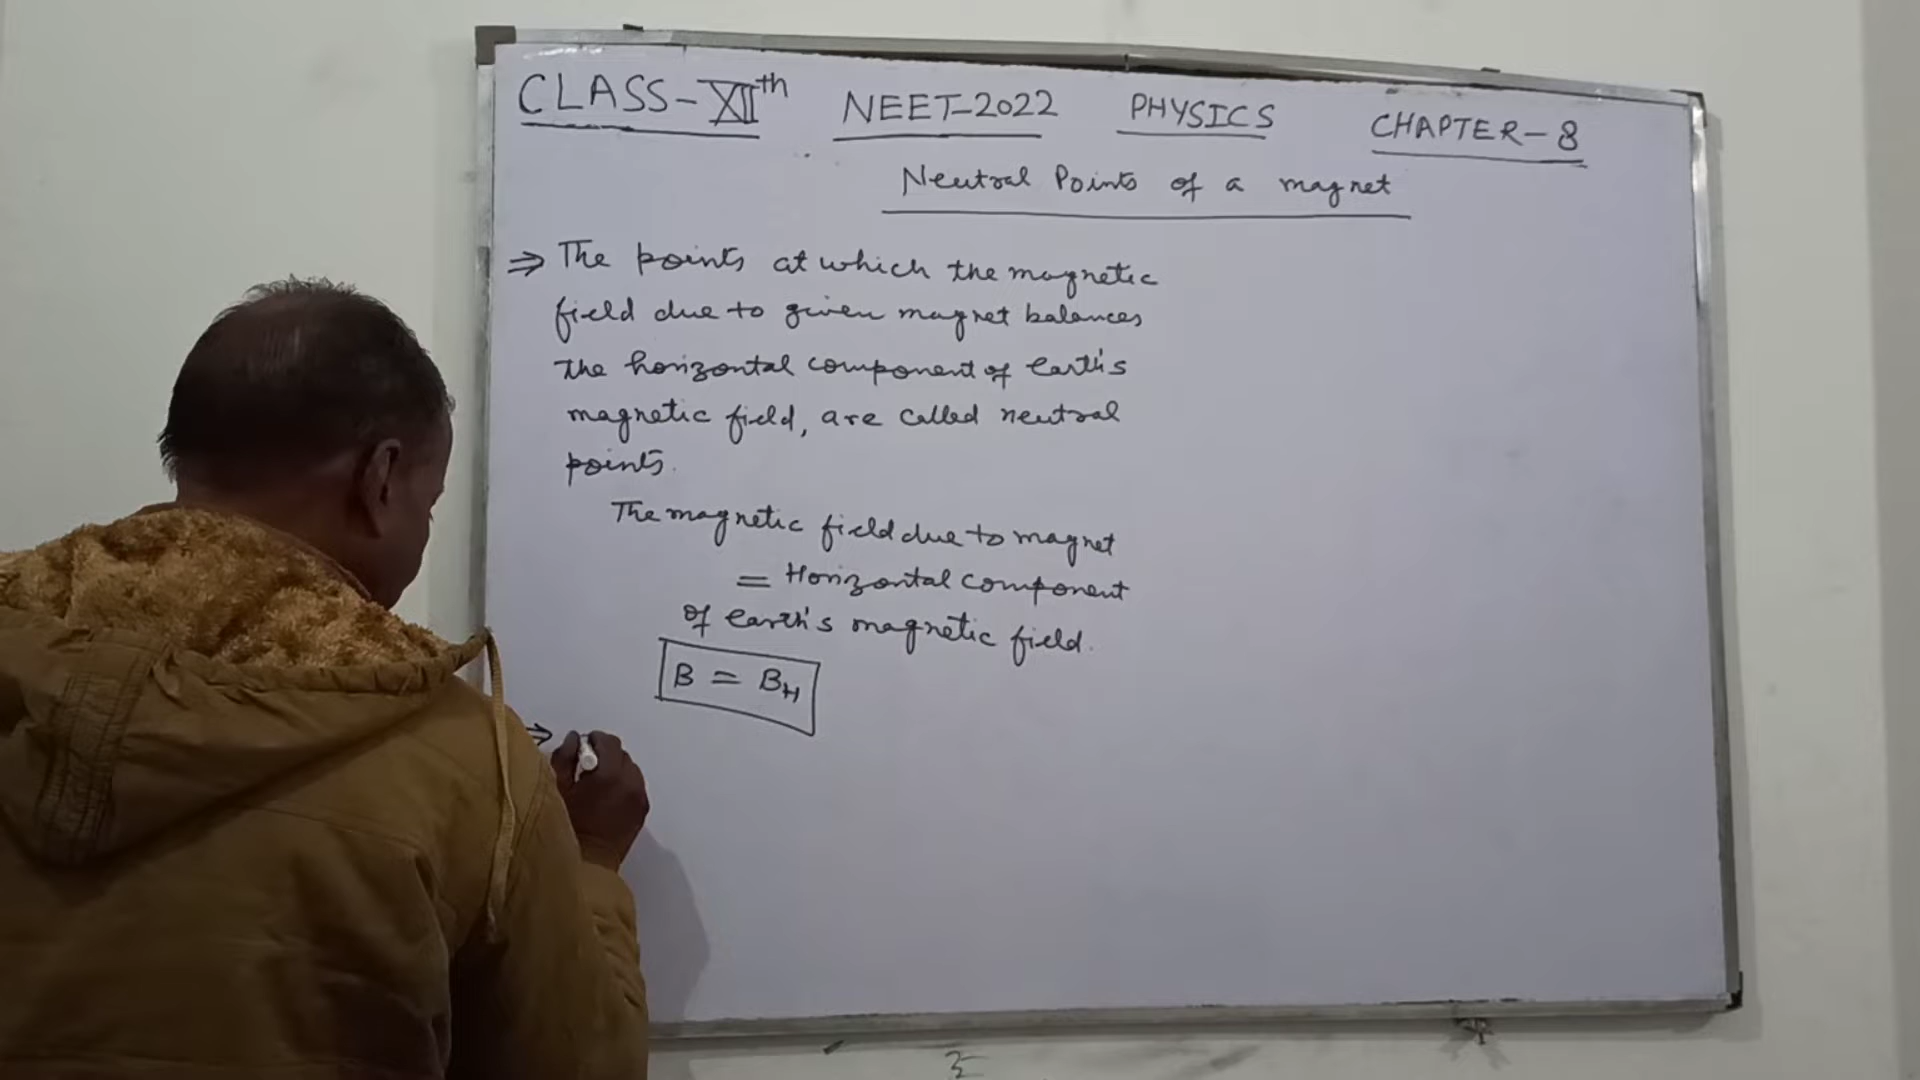 CLASS-XIIth NEET-2022 PHYSICS CHAPTER-8
Neutral Points of a magnet
⇒ The points at which the magnetic
field due to given magnet balances
the horizontal component of earth's
magnetic field, are called neutral
points.
The magnetic field due to magnet
= Horizontal component
of earth's magnetic field.
B = BH
⇒